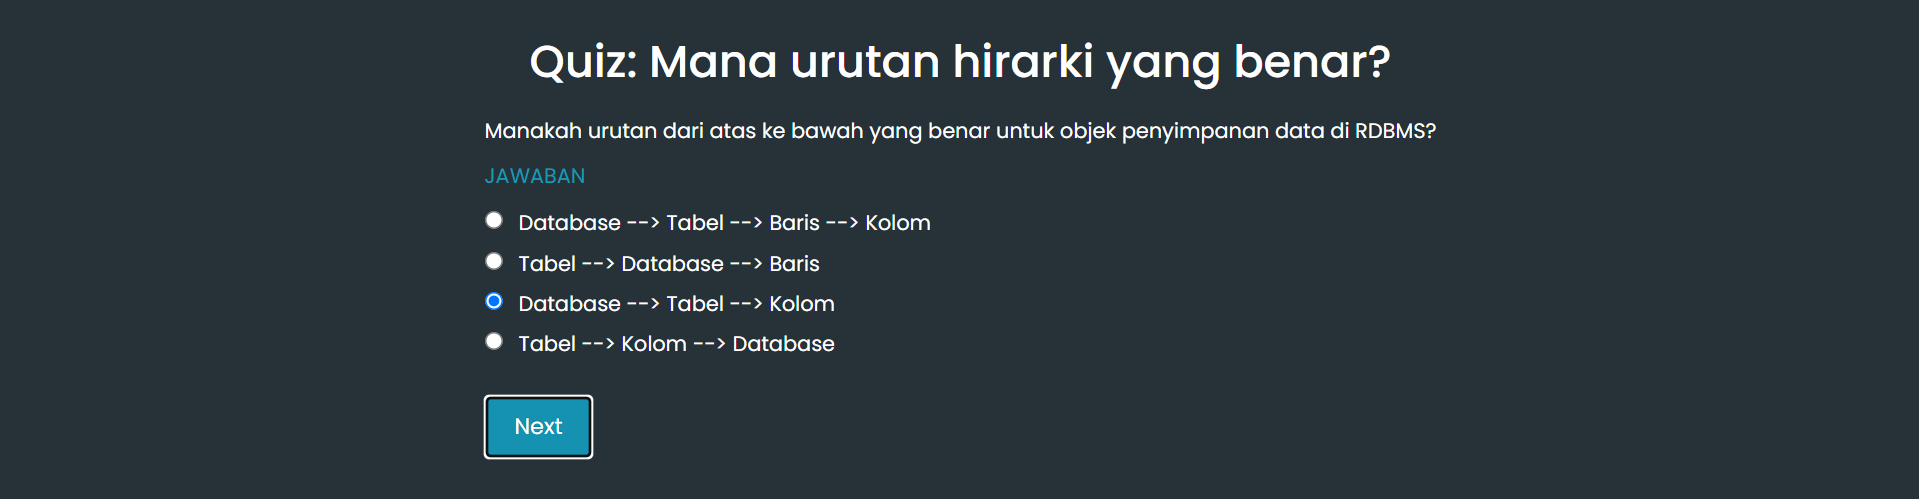 Quiz: Mana urutan hirarki yang benar?
Manakah urutan dari atas ke bawah yang benar untuk objek penyimpanan data di RDBMS?
JAWABAN
Database --> Tabel --> Baris --> Kolom
Tabel --> Database --> Baris
Database --> Tabel --> Kolom
Tabel --> Kolom --> Database
Next